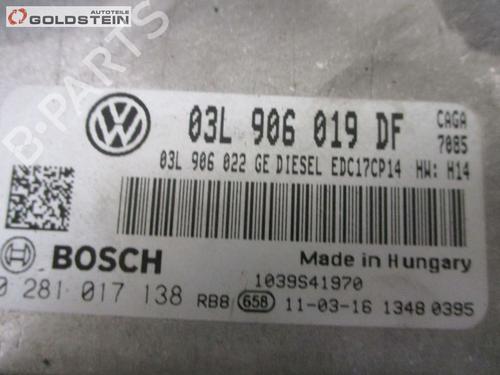 GOLDSTEIN
AUTOTEILE
B-PARTS
03L 906 019 DF
CAGA
7085
03L 906 022 GE DIESEL EDC17CP14 HW: H14
BOSCH
Made in Hungary
1039S41970
0 281 017 138 RB8 658 11-03-16 1348 0395